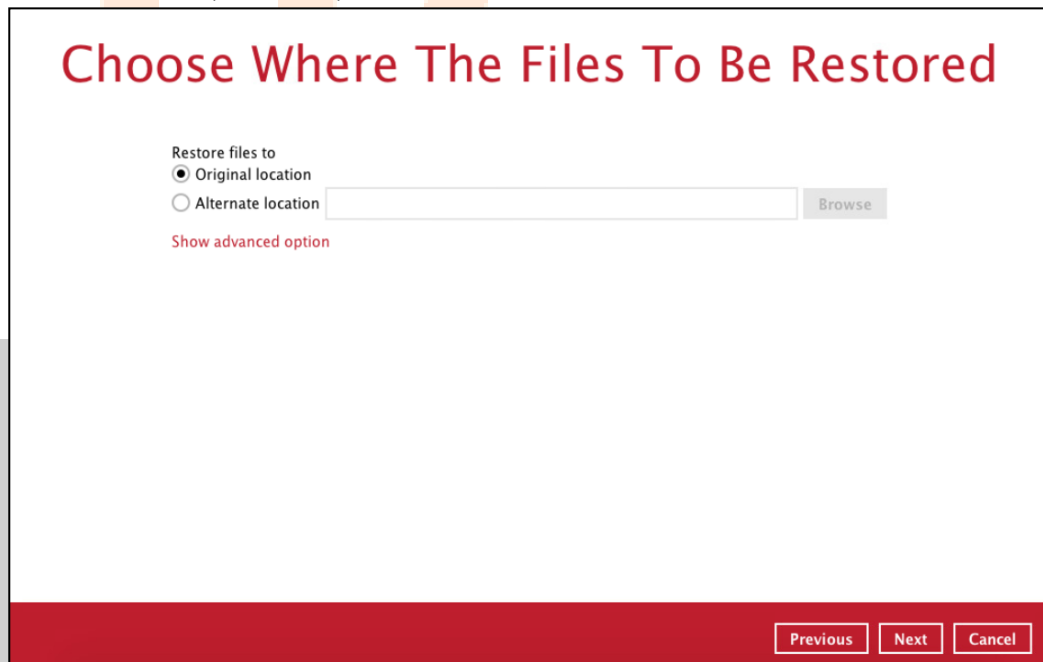 Choose Where The Files To Be Restored
Restore files to
Original location
Alternate location Browse
Show advanced option
Previous Next Cancel